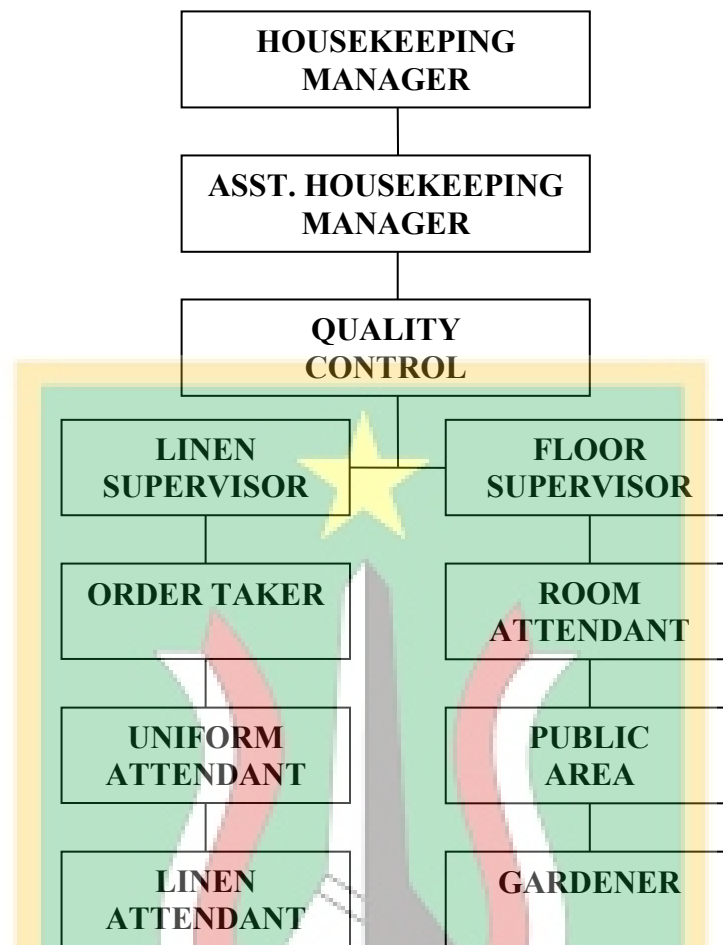 HOUSEKEEPING
MANAGER
ASST. HOUSEKEEPING
MANAGER
QUALITY
CONTROL
LINEN
SUPERVISOR
FLOOR
SUPERVISOR
ORDER TAKER
ROOM
ATTENDANT
UNIFORM
ATTENDANT
PUBLIC
AREA
LINEN
ATTENDANT
GARDENER